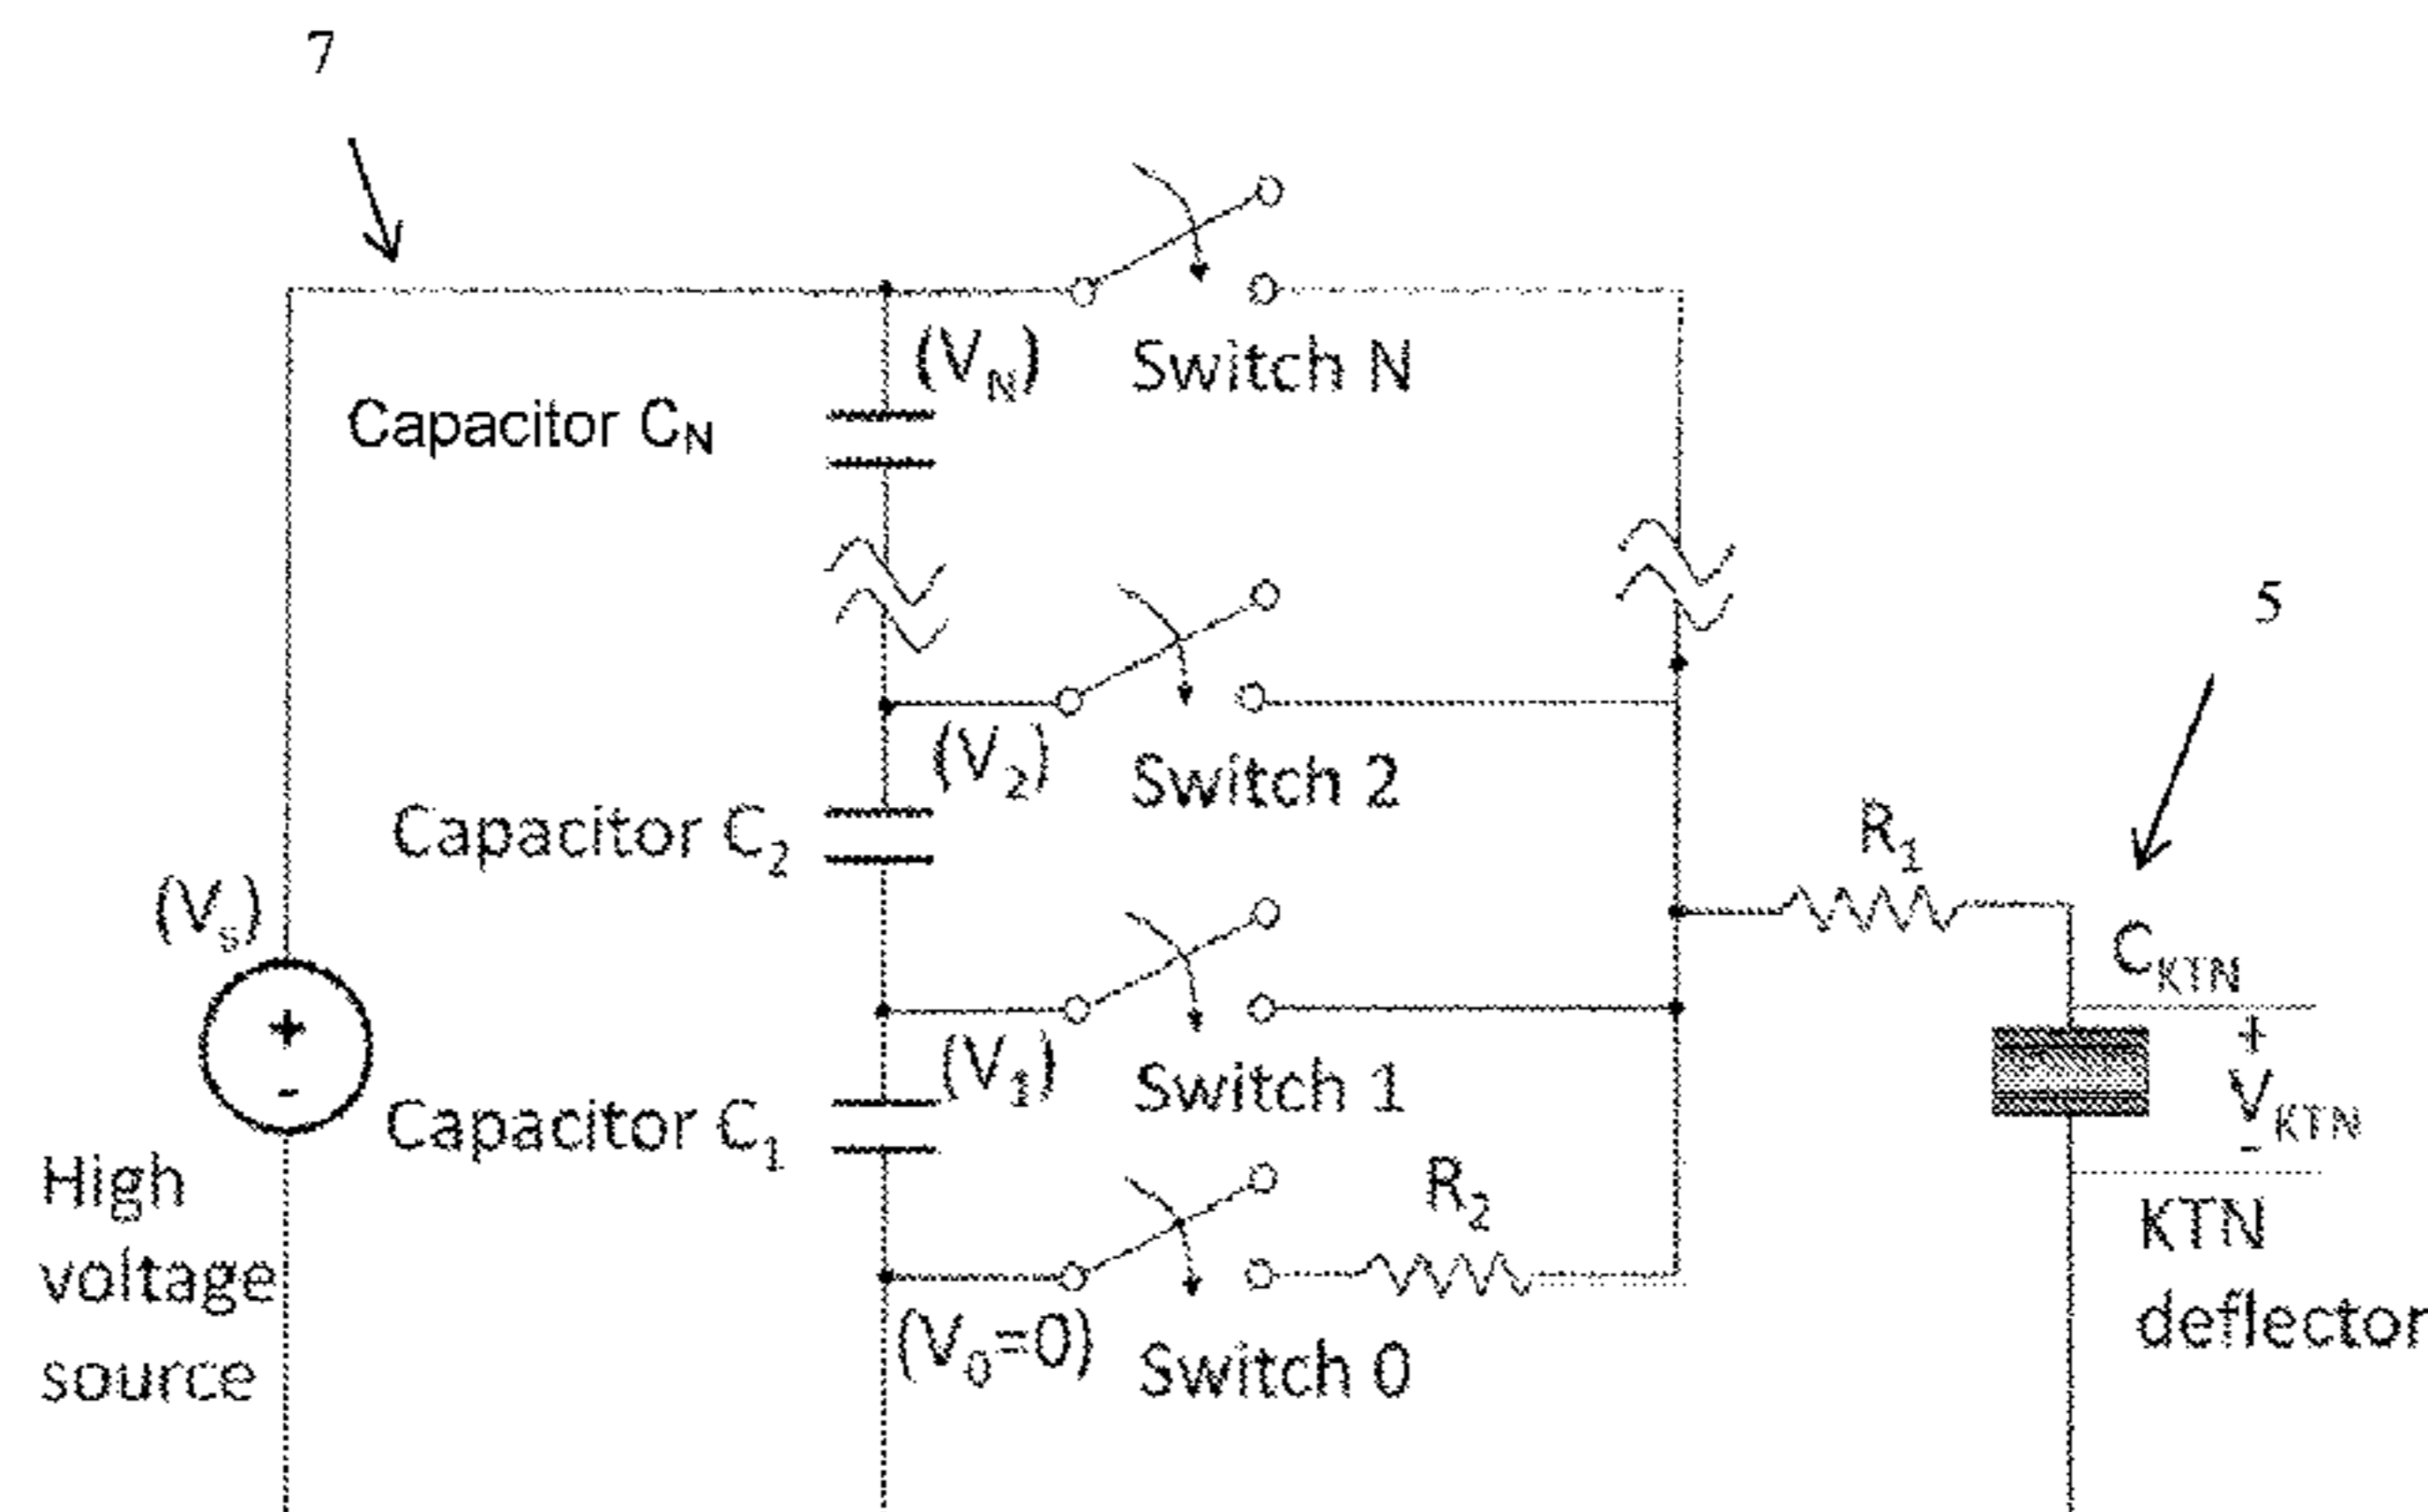 7
(V_N)
Switch N
Capacitor C_N
5
(V_2)
Switch 2
Capacitor C_2
R_1
(V_s)
C_KTN
+
-
(V_1)
Switch 1
Capacitor C_1
+
V_KTN
-
High
voltage
source
R_2
KTN
deflector
(V_0=0)
Switch 0